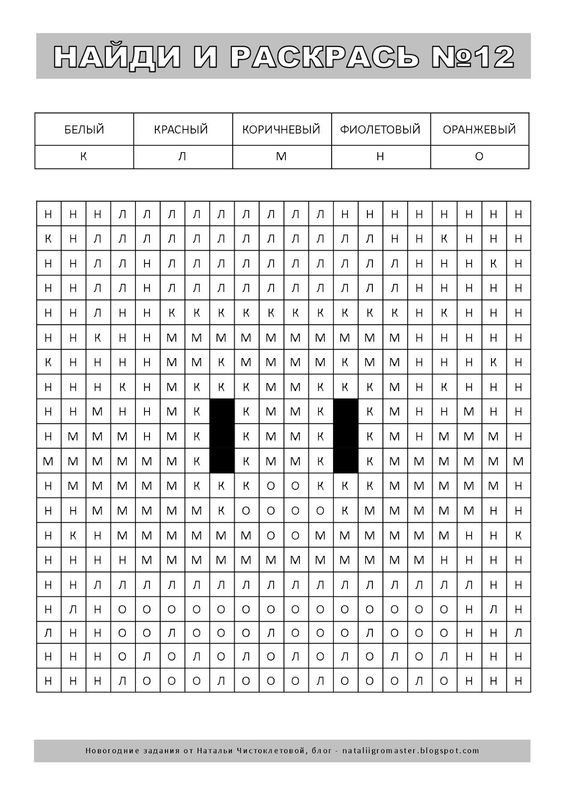 НАЙДИ И РАСКРАСЬ №12
БЕЛЫЙ КРАСНЫЙ КОРИЧНЕВЫЙ ФИОЛЕТОВЫЙ ОРАНЖЕВЫЙ
К Л М Н О
Н Н Н Л Л Л Л Л Л Л Л Л Н Н Н Н Н Н Н Н
К Н Л Л Л Л Л Л Л Л Л Л Л Л Н Н К Н Н Н
Н Н Л Л Н Л Л Л Л Л Л Л Л Л Л Н Н Н К Н
Н Н Л Л Н Л Л Л Л Л Л Л Л Л Л Н Н Н Н Н
Н Н Л Н Н К К К К К К К К К К Н К Н Н Н
Н Н К Н Н М М М М М М М М М М Н Н Н Н Н
К Н Н Н Н М М К М М М М К М М Н Н Н К Н
Н Н Н К Н М К К К М М К К К М Н К Н Н Н
Н Н М Н Н М К К М М К К М Н Н М Н Н
Н М М М Н М К К М М К К М Н М М М Н
М М М М М М К К М М К К М М М М М М
Н М М М М М К К К О О К К К М М М М М Н
Н Н М М М М М К О О О О К М М М М М Н Н
Н К Н М М М М М М О О М М М М М М Н Н К
Н Н Н Н М М М М М М М М М М М М Н Н Н Н
Н Н Л Л Л Л Л Л Л Л Л Л Л Л Л Л Л Л Н Н
Н Л Н О О О О О О О О О О О О О О Н Л Н
Л Н Н О О Л О О О Л О О О Л О О О Н Н Л
Н Н Н О Л О Л О Л О Л О Л О Л О Л Н Н Н
Н Н Н Л О О О Л О О О Л О О О Л О Н Н Н
Новогодние задания от Натальи Чистоклетовой, блог - nataliigromaster.blogspot.com